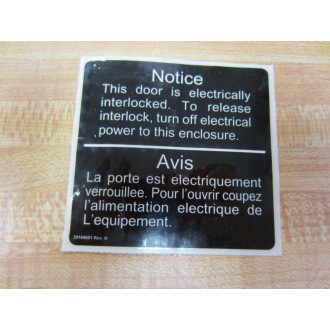 Notice
This door is electrically
interlocked. To release
interlock, turn off electrical
power to this enclosure.
Avis
La porte est electriquement
verrouillee. Pour l'ouvrir coupez
l'alimentation electrique de
L'equipement.